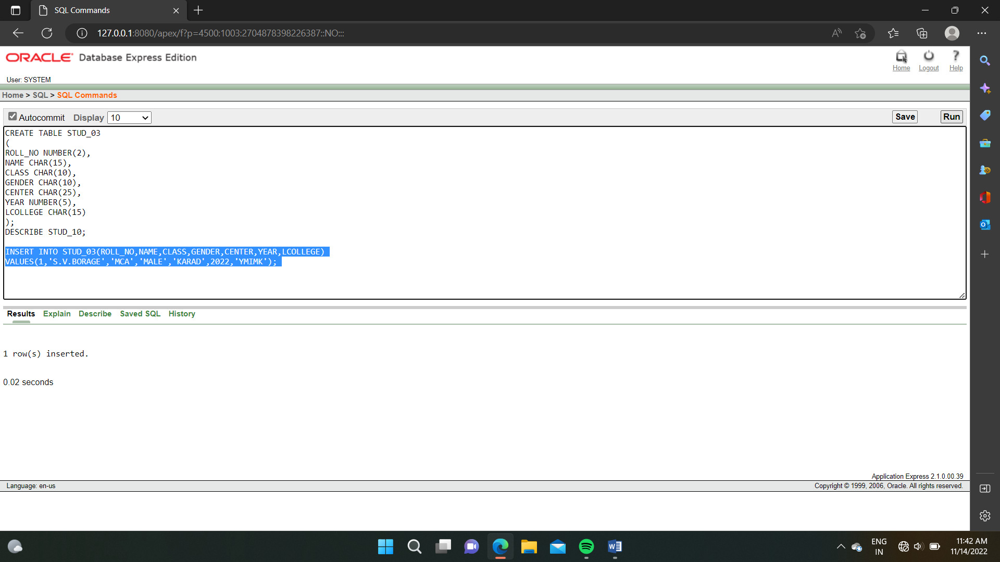 SQL Commands
127.0.0.1:8080/apex/f?p=4500:1003:2704878398226387::NO:::
ORACLE Database Express Edition
Home Logout Help
User: SYSTEM
Home > SQL > SQL Commands
Autocommit Display 10 Save Run
CREATE TABLE STUD_03
(
ROLL_NO NUMBER(2),
NAME CHAR(15),
CLASS CHAR(10),
GENDER CHAR(10),
CENTER CHAR(25),
YEAR NUMBER(5),
LCOLLEGE CHAR(15)
);
DESCRIBE STUD_10;
INSERT INTO STUD_03(ROLL_NO,NAME,CLASS,GENDER,CENTER,YEAR,LCOLLEGE)
VALUES(1,'S.V.BORAGE','MCA','MALE','KARAD',2022,'YMIMK');
Results Explain Describe Saved SQL History
1 row(s) inserted.
0.02 seconds
Application Express 2.1.0.00.39
Language: en-us Copyright © 1999, 2006, Oracle. All rights reserved.
ENG 11:42 AM
IN 11/14/2022